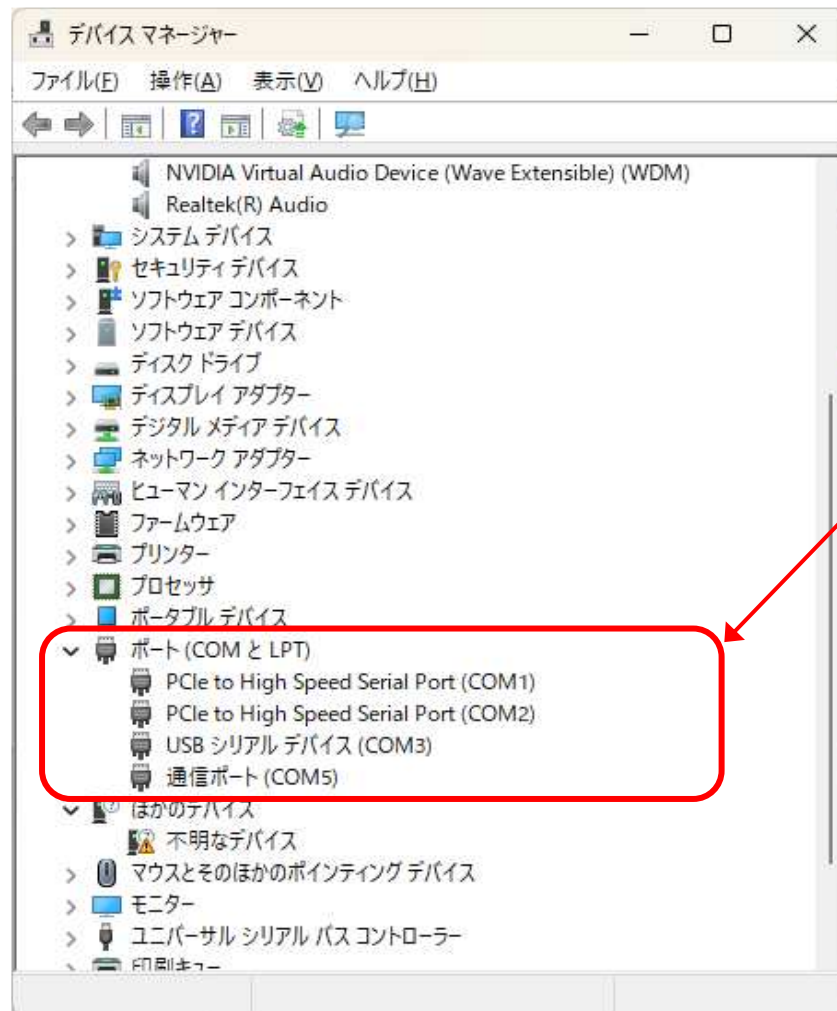 デバイス マネージャー
ファイル(F) 操作(A) 表示(V) ヘルプ(H)
NVIDIA Virtual Audio Device (Wave Extensible) (WDM)
Realtek(R) Audio
システム デバイス
セキュリティ デバイス
ソフトウェア コンポーネント
ソフトウェア デバイス
ディスク ドライブ
ディスプレイ アダプター
デジタル メディア デバイス
ネットワーク アダプター
ヒューマン インターフェイス デバイス
ファームウェア
プリンター
プロセッサ
ポータブル デバイス
ポート (COM と LPT)
PCIe to High Speed Serial Port (COM1)
PCIe to High Speed Serial Port (COM2)
USB シリアル デバイス (COM3)
通信ポート (COM5)
ほかのデバイス
不明なデバイス
マウスとそのほかのポインティング デバイス
モニター
ユニバーサル シリアル バス コントローラー
印刷キュー